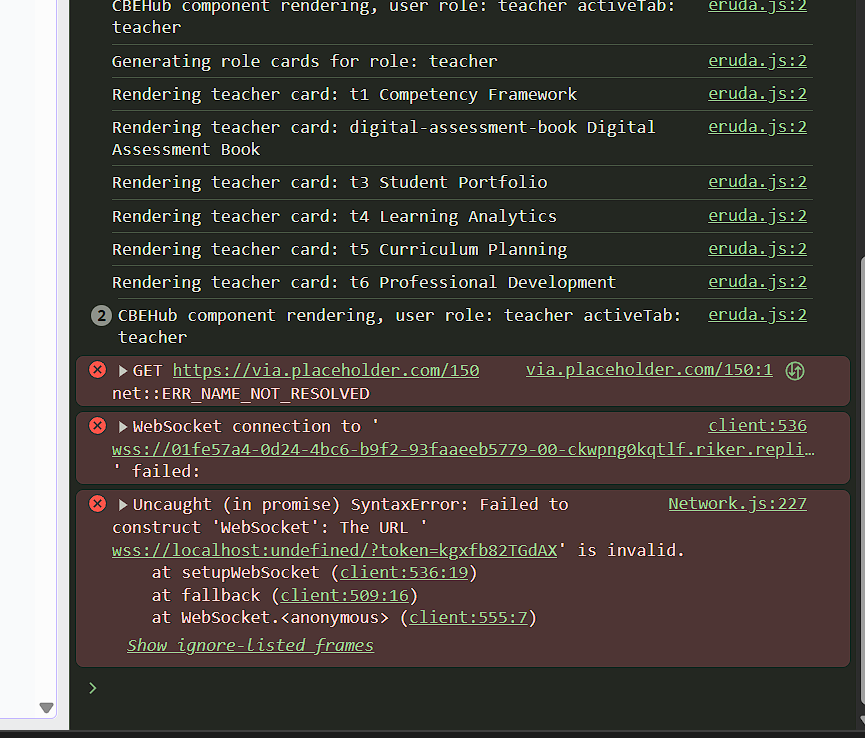 CBEHub component rendering, user role: teacher activeTab: eruda.js:2
teacher
Generating role cards for role: teacher eruda.js:2
Rendering teacher card: t1 Competency Framework eruda.js:2
Rendering teacher card: digital-assessment-book Digital eruda.js:2
Assessment Book
Rendering teacher card: t3 Student Portfolio eruda.js:2
Rendering teacher card: t4 Learning Analytics eruda.js:2
Rendering teacher card: t5 Curriculum Planning eruda.js:2
Rendering teacher card: t6 Professional Development eruda.js:2
2 CBEHub component rendering, user role: teacher activeTab: eruda.js:2
teacher
GET https://via.placeholder.com/150 via.placeholder.com/150:1
net::ERR_NAME_NOT_RESOLVED
WebSocket connection to ' client:536
wss://01fe57a4-0d24-4bc6-b9f2-93faaeeb5779-00-ckwpng0kqtlf.riker.repli…
' failed:
Uncaught (in promise) SyntaxError: Failed to Network.js:227
construct 'WebSocket': The URL '
wss://localhost:undefined/?token=kgxfb82TGdAX' is invalid.
at setupWebSocket (client:536:19)
at fallback (client:509:16)
at WebSocket.<anonymous> (client:555:7)
Show ignore-listed frames